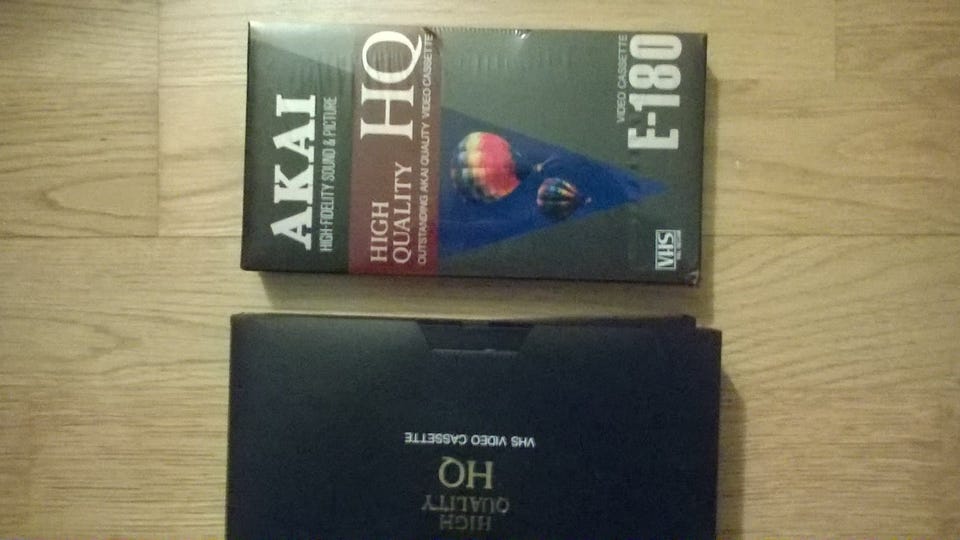 AKAI
HIGH-FIDELITY SOUND & PICTURE
HIGH
QUALITY HQ
OUTSTANDING AKAI QUALITY VIDEO CASSETTE
VIDEO CASSETTE
E-180
VHS
HIGH
QUALITY
HQ
VHS VIDEO CASSETTE